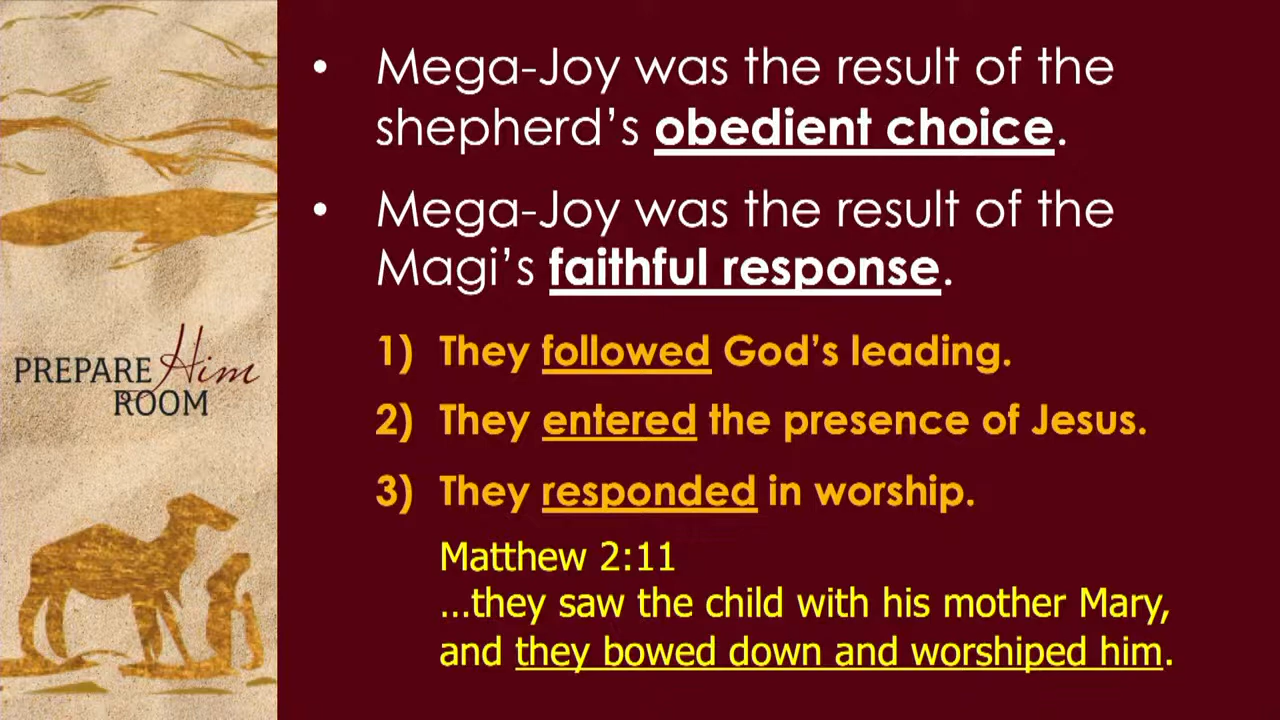 PREPARE Him
ROOM
• Mega-Joy was the result of the
shepherd’s obedient choice.
• Mega-Joy was the result of the
Magi’s faithful response.
1) They followed God’s leading.
2) They entered the presence of Jesus.
3) They responded in worship.
Matthew 2:11
...they saw the child with his mother Mary,
and they bowed down and worshiped him.